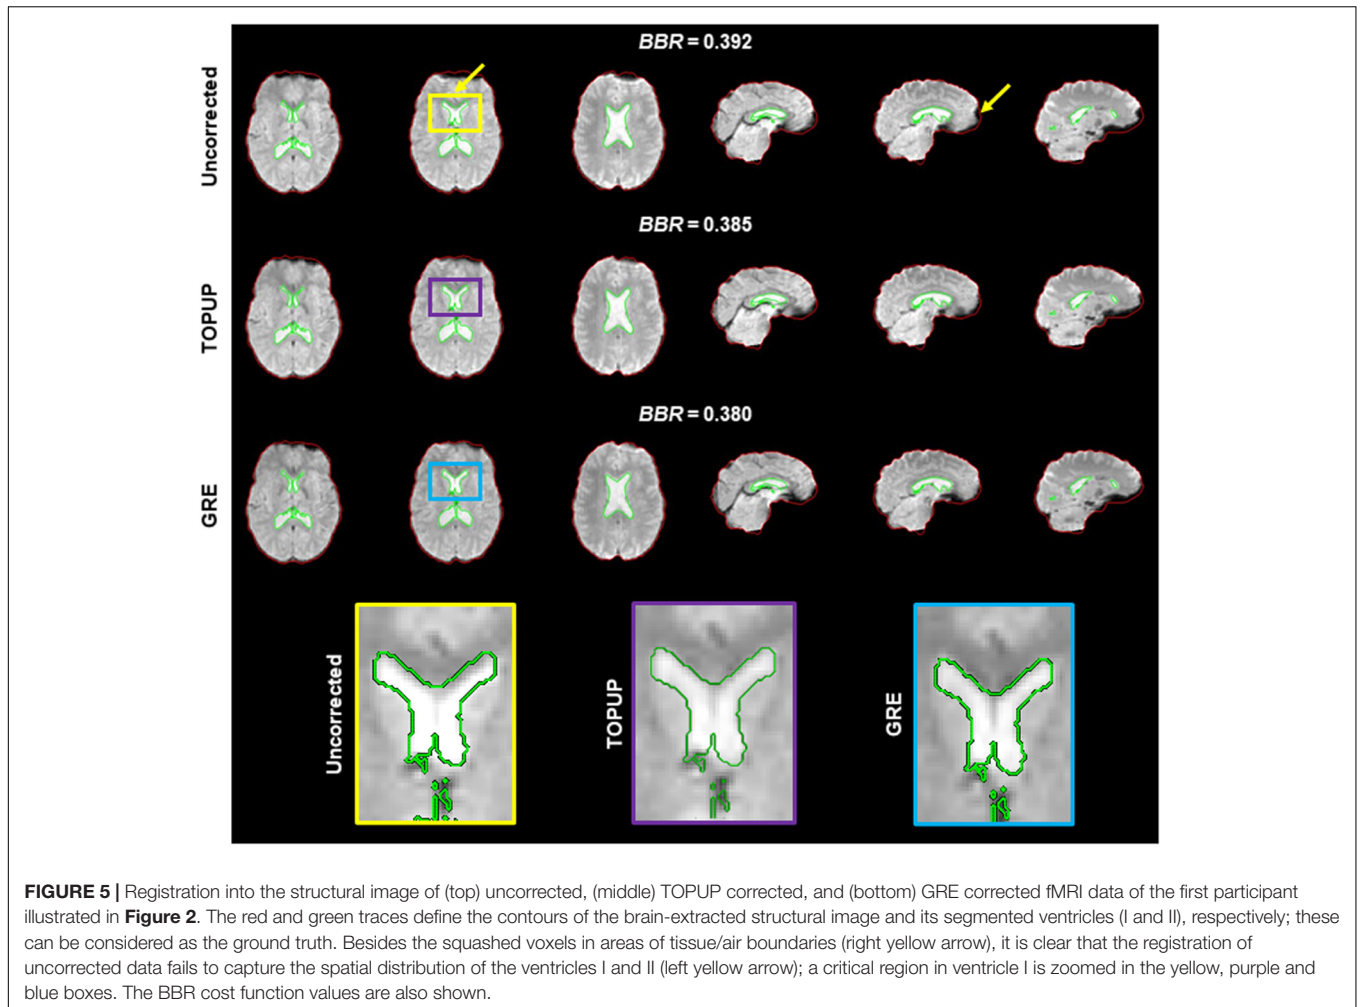 BBR = 0.392
Uncorrected
BBR = 0.385
TOPUP
BBR = 0.380
GRE
Uncorrected
TOPUP
GRE
FIGURE 5 | Registration into the structural image of (top) uncorrected, (middle) TOPUP corrected, and (bottom) GRE corrected fMRI data of the first participant
illustrated in Figure 2. The red and green traces define the contours of the brain-extracted structural image and its segmented ventricles (I and II), respectively; these
can be considered as the ground truth. Besides the squashed voxels in areas of tissue/air boundaries (right yellow arrow), it is clear that the registration of
uncorrected data fails to capture the spatial distribution of the ventricles I and II (left yellow arrow); a critical region in ventricle I is zoomed in the yellow, purple and
blue boxes. The BBR cost function values are also shown.